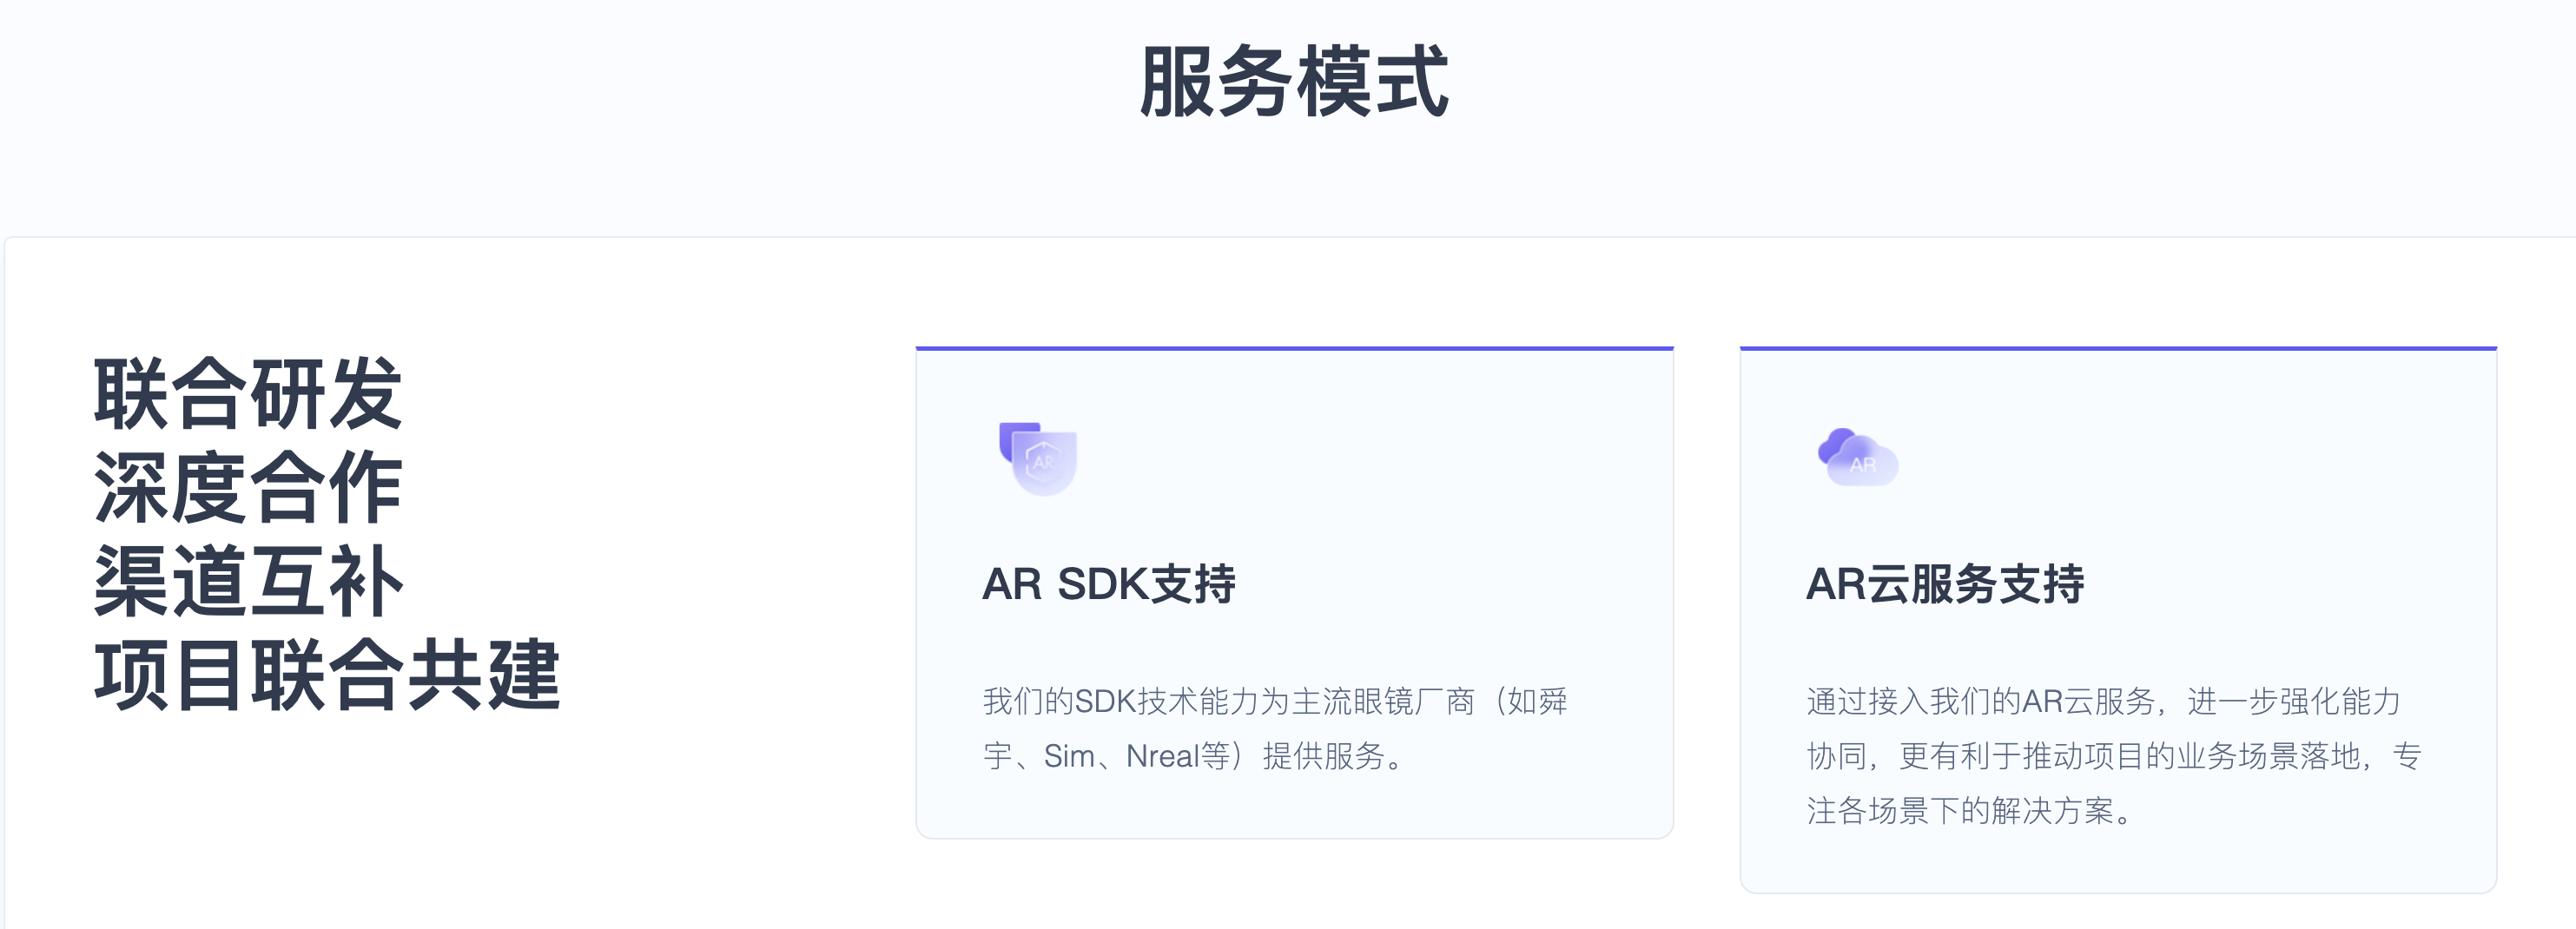 服务模式
联合研发
深度合作
渠道互补
项目联合共建
AR
AR SDK支持
我们的SDK技术能力为主流眼镜厂商（如舜
宇、Sim、Nreal等）提供服务。
AR
AR云服务支持
通过接入我们的AR云服务，进一步强化能力
协同，更有利于推动项目的业务场景落地，专
注各场景下的解决方案。